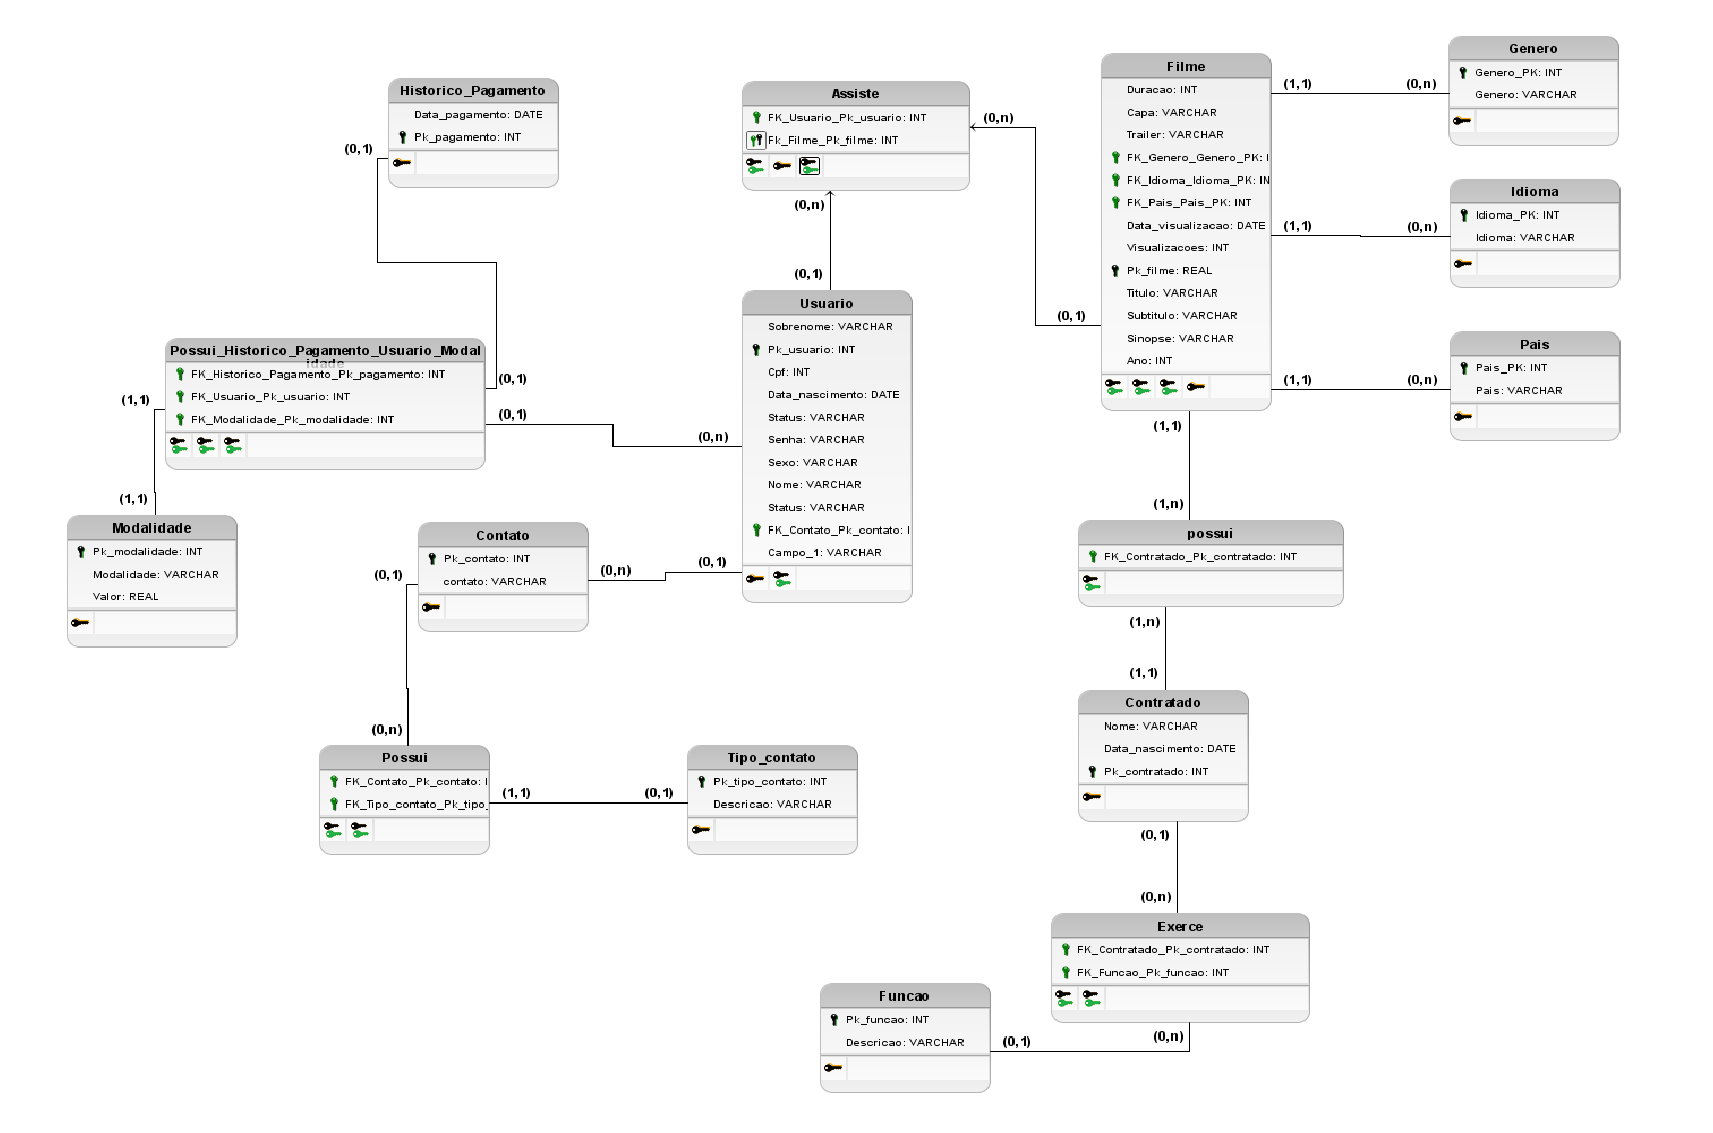 Genero
Genero_PK: INT
Genero: VARCHAR
Filme
Duracao: INT
Capa: VARCHAR
Trailer: VARCHAR
FK_Genero_Genero_PK: I
FK_Idioma_Idioma_PK: IN
FK_Pais_Pais_PK: INT
Data_visualizacao: DATE
Visualizacoes: INT
Pk_filme: REAL
Titulo: VARCHAR
Subtitulo: VARCHAR
Sinopse: VARCHAR
Ano: INT
(1,1)
(0,n)
Historico_Pagamento
Data_pagamento: DATE
Pk_pagamento: INT
(0,1)
Assiste
FK_Usuario_Pk_usuario: INT
Fk_Filme_Pk_filme: INT
(0,n)
(0,n)
(0,1)
(0,1)
Idioma
Idioma_PK: INT
Idioma: VARCHAR
(1,1)
(0,n)
Usuario
Sobrenome: VARCHAR
Pk_usuario: INT
Cpf: INT
Data_nascimento: DATE
Status: VARCHAR
Senha: VARCHAR
Sexo: VARCHAR
Nome: VARCHAR
Status: VARCHAR
FK_Contato_Pk_contato: I
Campo_1: VARCHAR
Pais
Pais_PK: INT
Pais: VARCHAR
(1,1)
(0,n)
Possui_Historico_Pagamento_Usuario_Modal
idade
FK_Historico_Pagamento_Pk_pagamento: INT
FK_Usuario_Pk_usuario: INT
FK_Modalidade_Pk_modalidade: INT
(0,1)
(0,1)
(0,n)
(1,1)
(1,1)
Modalidade
Pk_modalidade: INT
Modalidade: VARCHAR
Valor: REAL
Contato
Pk_contato: INT
contato: VARCHAR
(0,n)
(0,1)
(0,1)
(0,n)
(1,1)
(1,n)
possui
FK_Contratado_Pk_contratado: INT
(1,n)
(1,1)
Contratado
Nome: VARCHAR
Data_nascimento: DATE
Pk_contratado: INT
Possui
FK_Contato_Pk_contato: I
FK_Tipo_contato_Pk_tipo_
(1,1)
(0,1)
Tipo_contato
Pk_tipo_contato: INT
Descricao: VARCHAR
(0,1)
(0,n)
Exerce
FK_Contratado_Pk_contratado: INT
FK_Funcao_Pk_funcao: INT
Funcao
Pk_funcao: INT
Descricao: VARCHAR
(0,1)
(0,n)